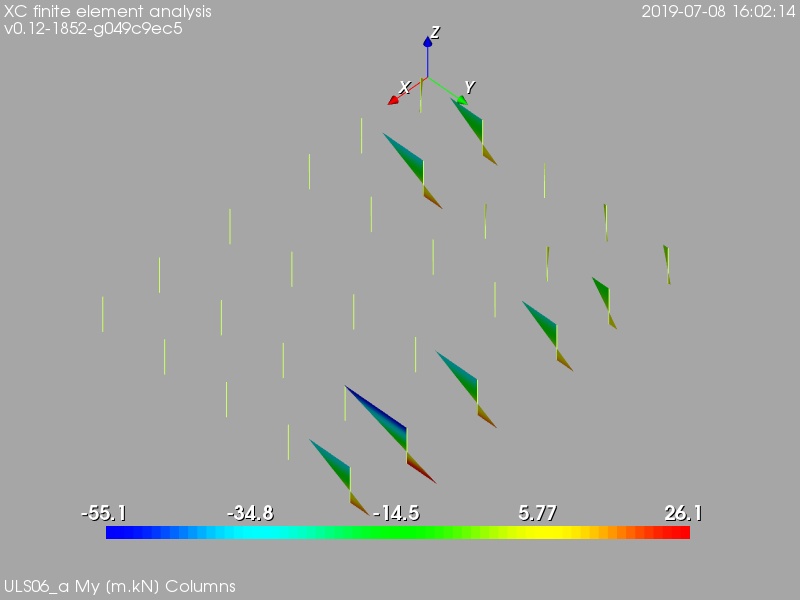 XC finite element analysis
v0.12-1852-g049c9ec5
2019-07-08 16:02:14
Z
X Y
-55.1 -34.8 -14.5 5.77 26.1
ULS06_a My (m.kN) Columns